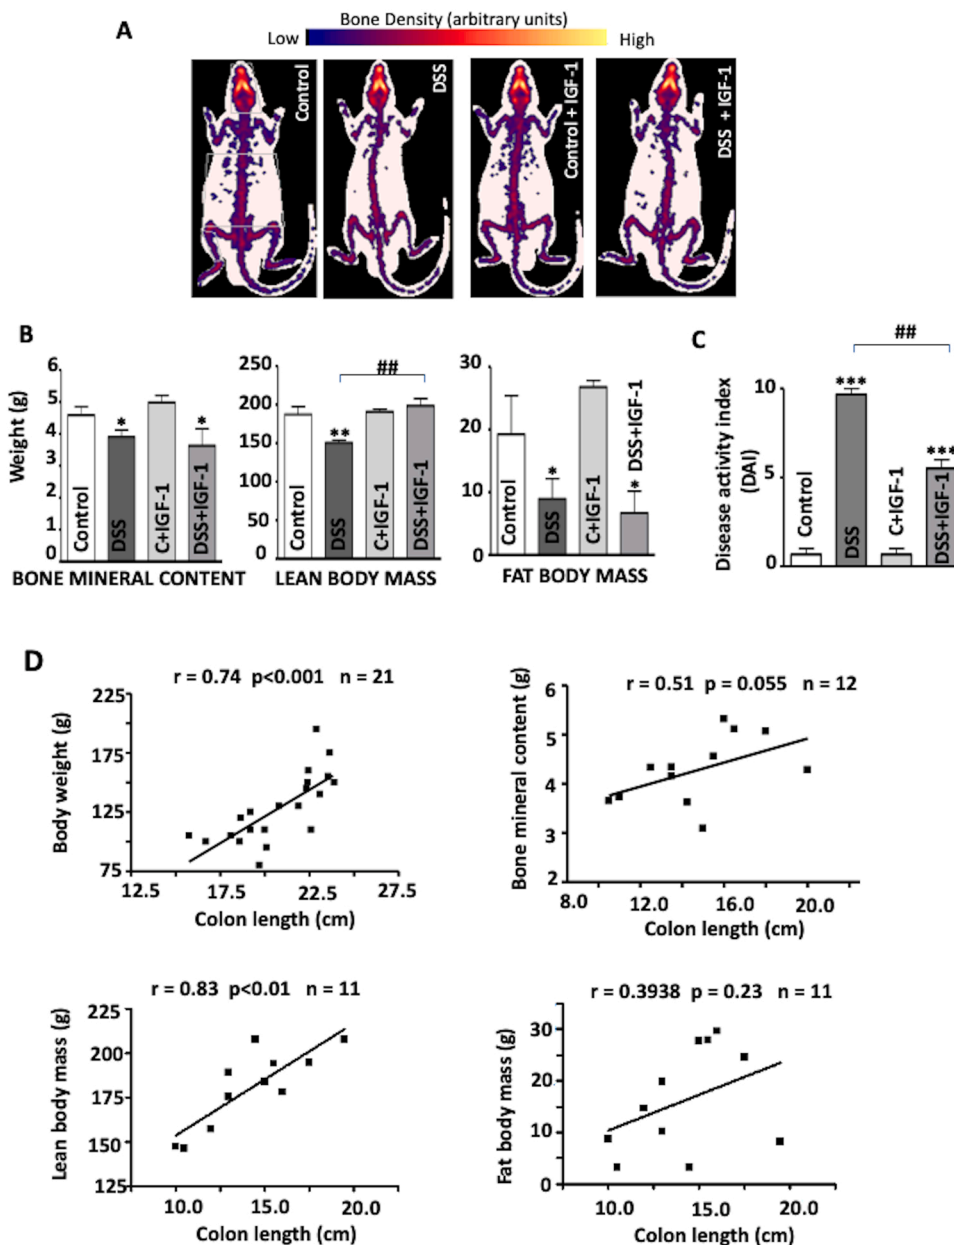 A
Bone Density (arbitrary units)
Low
High
Control
DSS
Control + IGF-1
DSS + IGF-1
B
Weight (g)
6
5
4
3
2
1
0
*
*
Control
DSS
C+IGF-1
DSS+IGF-1
BONE MINERAL CONTENT
250
200
150
100
50
0
##
**
Control
DSS
C+IGF-1
DSS+IGF-1
LEAN BODY MASS
30
20
10
0
*
*
Control
DSS
C+IGF-1
DSS+IGF-1
FAT BODY MASS
C
##
Disease activity index
(DAI)
10
5
0
***
***
Control
DSS
C+IGF-1
DSS+IGF-1
D
r = 0.74 p<0.001 n = 21
Body weight (g)
225
175
125
75
12.5 17.5 22.5 27.5
Colon length (cm)
r = 0.51 p = 0.055 n = 12
Bone mineral content (g)
6
5
4
3
2
8.0 12.0 16.0 20.0
Colon length (cm)
r = 0.83 p<0.01 n = 11
Lean body mass (g)
225
200
175
150
125
10.0 15.0 20.0
Colon length (cm)
r = 0.3938 p = 0.23 n = 11
Fat body mass (g)
30
20
10
0
10.0 15.0 20.0
Colon length (cm)